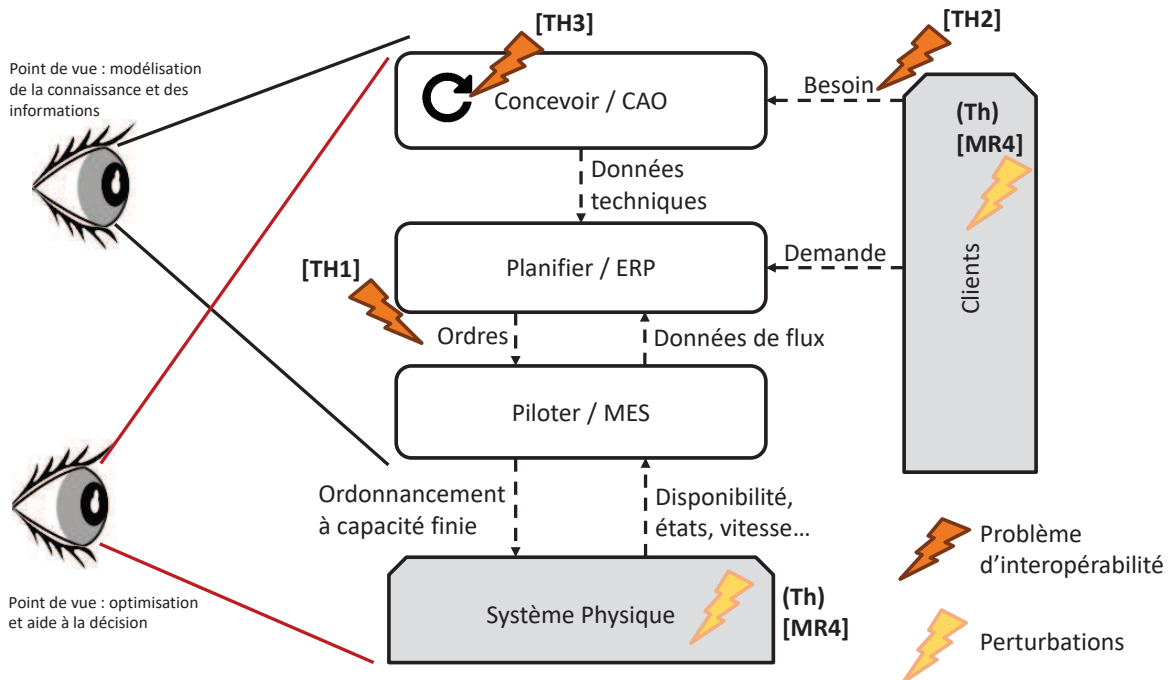 [TH3]
[TH2]
Point de vue : modélisation
de la connaissance et des
informations
Concevoir / CAO
Besoin
(Th)
[MR4]
Données
techniques
[TH1]
Planifier / ERP
Demande
Clients
Ordres
Données de flux
Piloter / MES
Ordonnancement
à capacité finie
Disponibilité,
états, vitesse…
Problème
d'interopérabilité
Point de vue : optimisation
et aide à la décision
Système Physique
(Th)
[MR4]
Perturbations